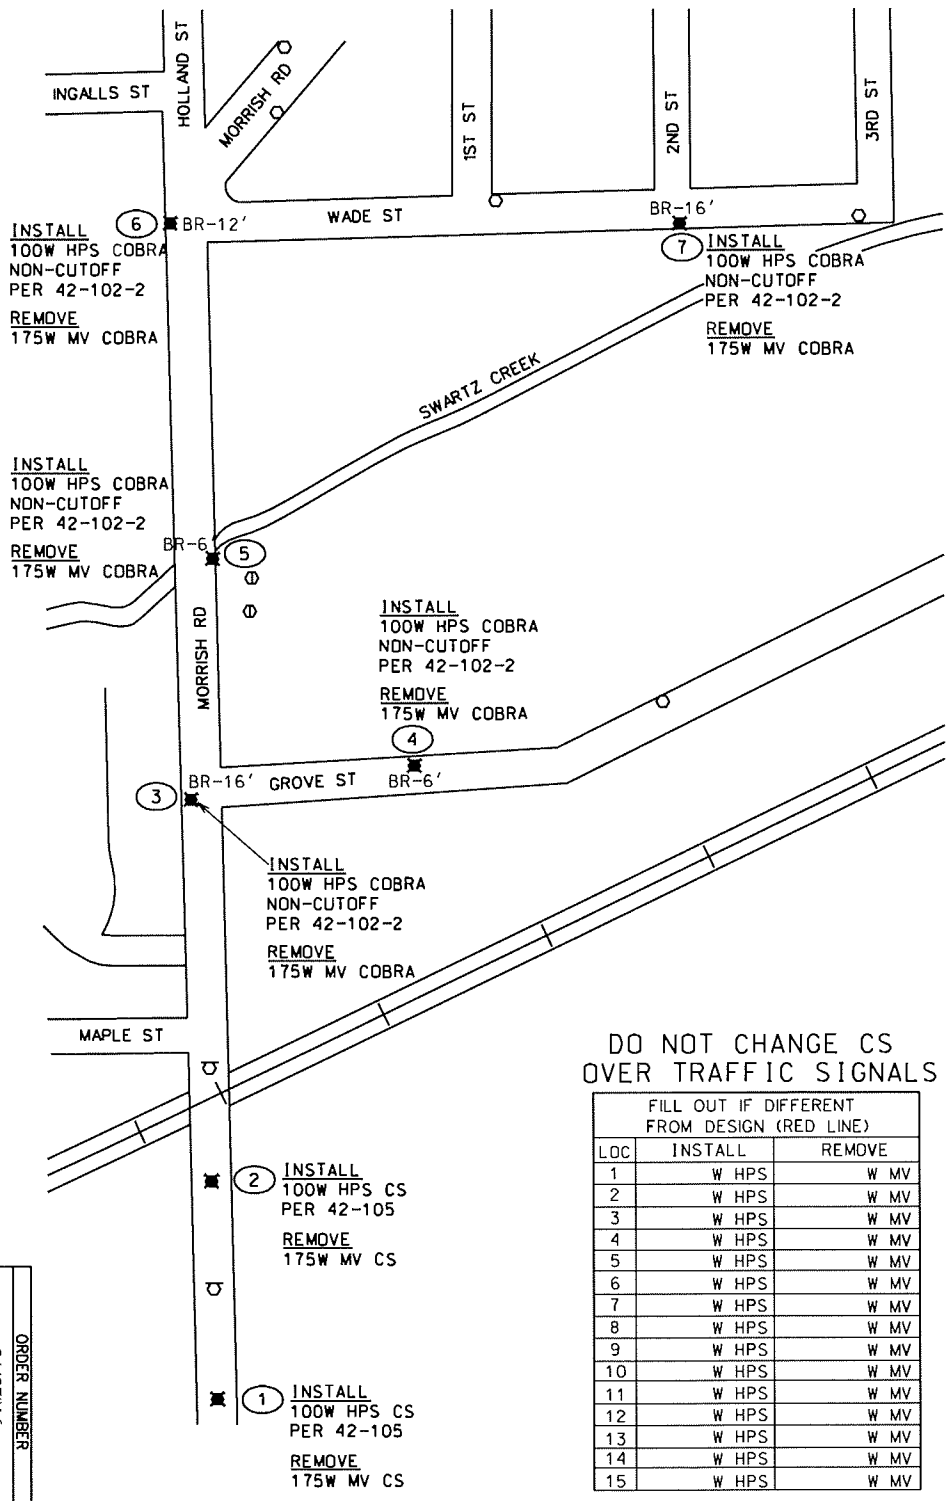 HOLLAND ST
INGALLS ST
MORRISH RD
1ST ST
2ND ST
3RD ST
WADE ST
6
BR-12'
INSTALL
100W HPS COBRA
NON-CUTOFF
PER 42-102-2
REMOVE
175W MV COBRA
BR-16'
7
INSTALL
100W HPS COBRA
NON-CUTOFF
PER 42-102-2
REMOVE
175W MV COBRA
SWARTZ CREEK
INSTALL
100W HPS COBRA
NON-CUTOFF
PER 42-102-2
REMOVE
175W MV COBRA
BR-6
5
MORRISH RD
INSTALL
100W HPS COBRA
NON-CUTOFF
PER 42-102-2
REMOVE
175W MV COBRA
4
BR-6'
BR-16'
GROVE ST
3
INSTALL
100W HPS COBRA
NON-CUTOFF
PER 42-102-2
REMOVE
175W MV COBRA
MAPLE ST
2
INSTALL
100W HPS CS
PER 42-105
REMOVE
175W MV CS
1
INSTALL
100W HPS CS
PER 42-105
REMOVE
175W MV CS
DO NOT CHANGE CS
OVER TRAFFIC SIGNALS
FILL OUT IF DIFFERENT
FROM DESIGN (RED LINE)
LOC INSTALL REMOVE
1 W HPS W MV
2 W HPS W MV
3 W HPS W MV
4 W HPS W MV
5 W HPS W MV
6 W HPS W MV
7 W HPS W MV
8 W HPS W MV
9 W HPS W MV
10 W HPS W MV
11 W HPS W MV
12 W HPS W MV
13 W HPS W MV
14 W HPS W MV
15 W HPS W MV
ORDER NUMBER